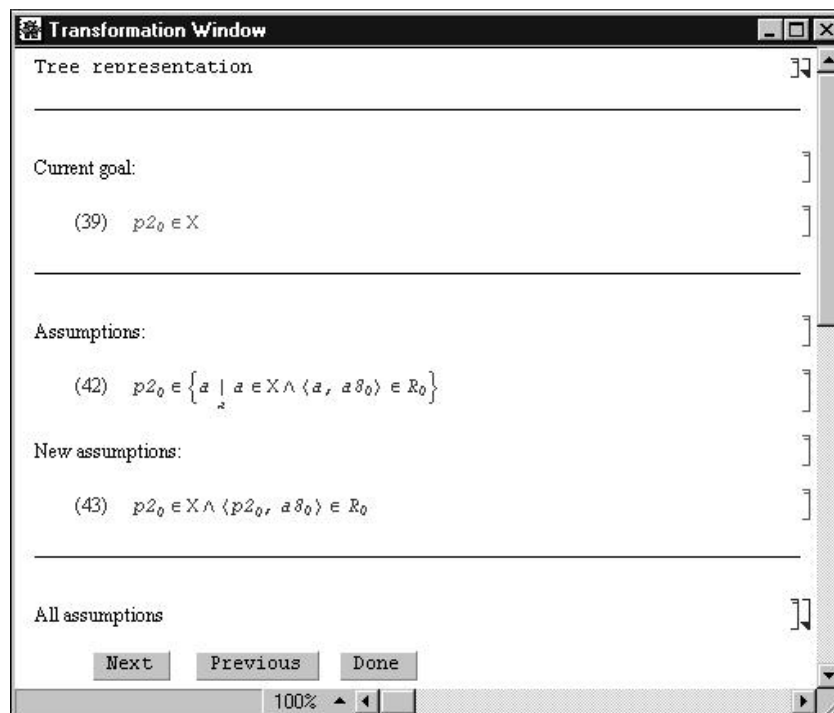 Transformation Window
Tree representation
Current goal:
(39) p2₀ ∈ X
Assumptions:
(42) p2₀ ∈ {a | a ∈ X ∧ ⟨a, a8₀⟩ ∈ R₀}
a
New assumptions:
(43) p2₀ ∈ X ∧ ⟨p2₀, a8₀⟩ ∈ R₀
All assumptions
Next Previous Done
100%